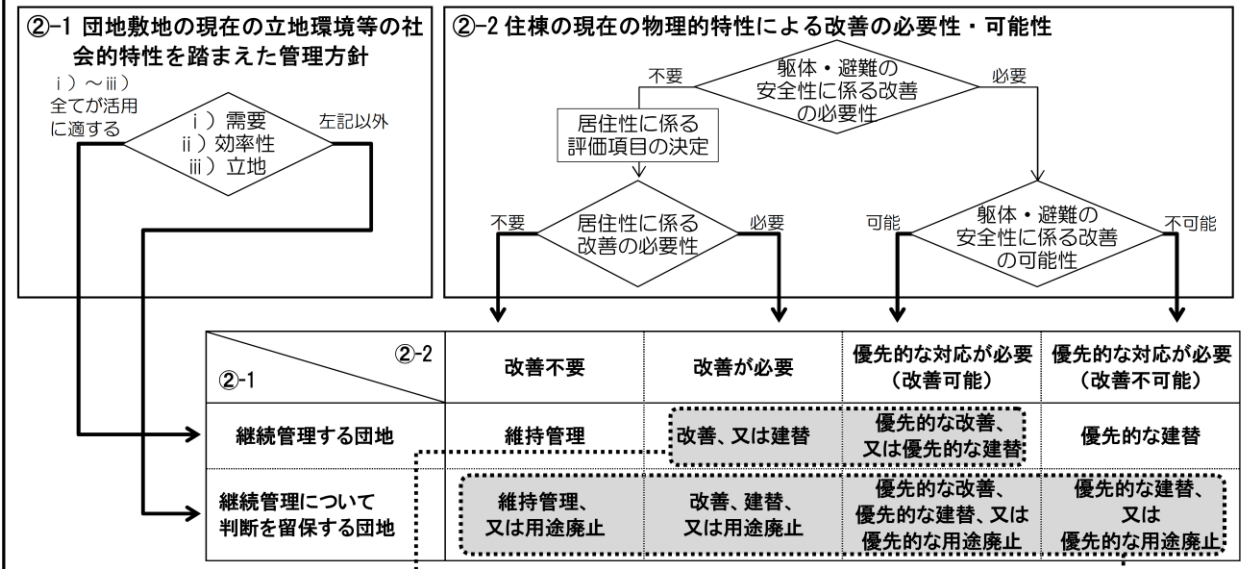 ②-1 団地敷地の現在の立地環境等の社
会的特性を踏まえた管理方針
ⅰ）～ⅲ）
全てが活用
に適する
ⅰ）需要
ⅱ）効率性
ⅲ）立地
左記以外
②-2 住棟の現在の物理的特性による改善の必要性・可能性
不要
躯体・避難の
安全性に係る改善
の必要性
必要
居住性に係る
評価項目の決定
不要
居住性に係る
改善の必要性
必要
可能
躯体・避難の
安全性に係る改善
の可能性
不可能
②-2
②-1
改善不要
改善が必要
優先的な対応が必要
（改善可能）
優先的な対応が必要
（改善不可能）
継続管理する団地
維持管理
改善、又は建替
優先的な改善、
又は優先的な建替
優先的な建替
継続管理について
判断を留保する団地
維持管理、
又は用途廃止
改善、建替、
又は用途廃止
優先的な改善、
優先的な建替、又は
優先的な用途廃止
優先的な建替、
又は
優先的な用途廃止